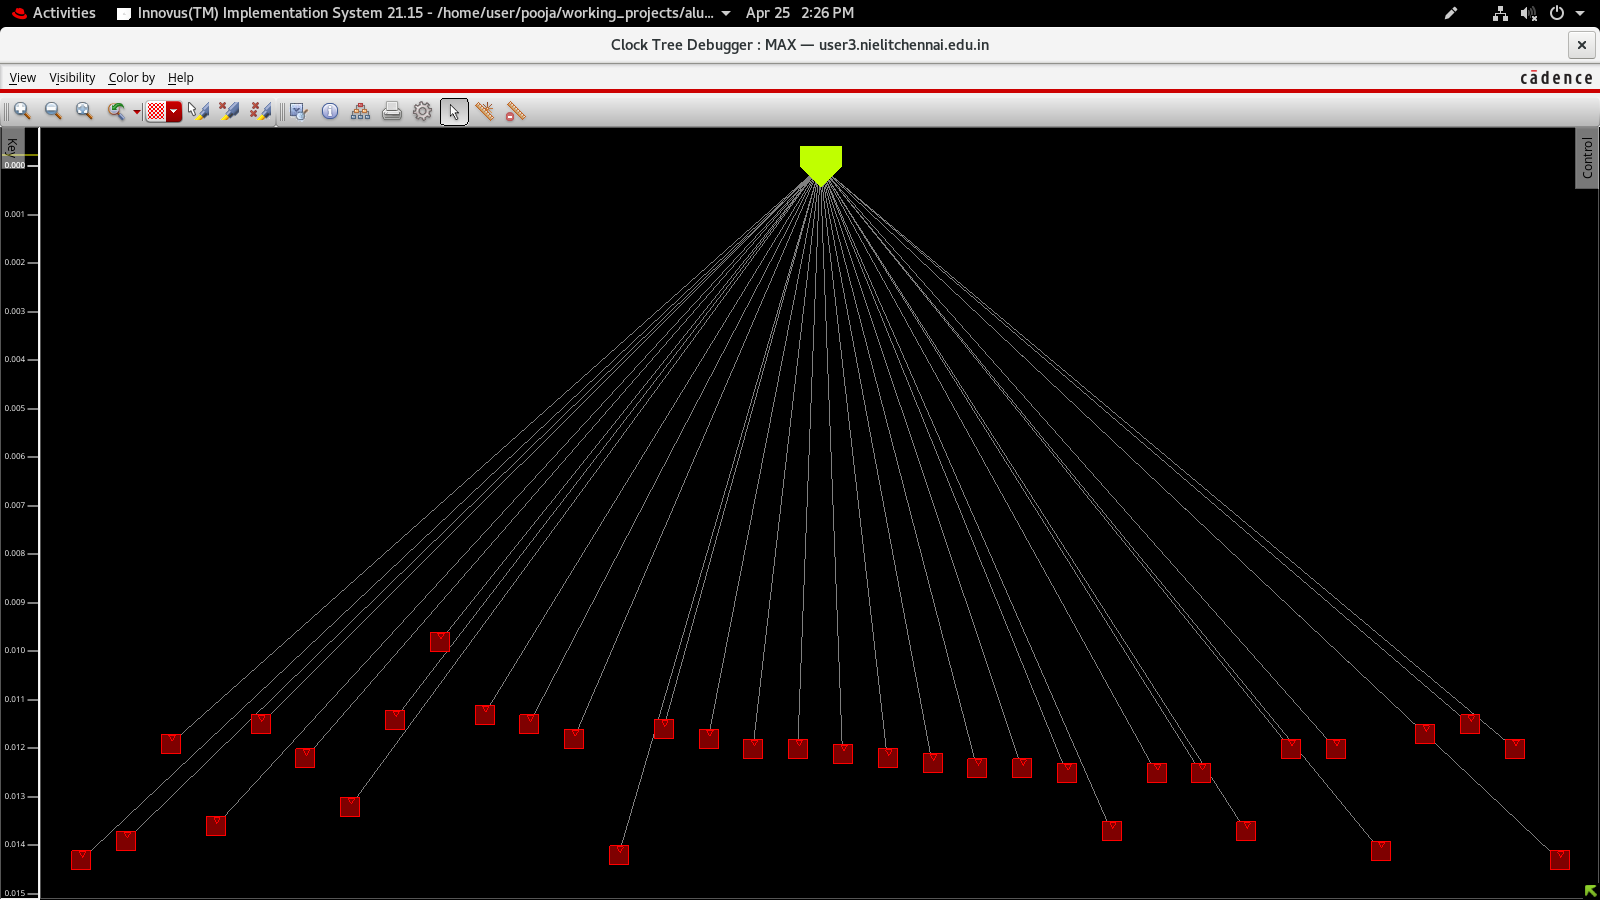 Activities Innovus(TM) Implementation System 21.15 - /home/user/pooja/working_projects/alu... Apr 25 2:26 PM
Clock Tree Debugger : MAX — user3.nielitchennai.edu.in
View Visibility Color by Help
cādence
Key
Control
0.000
0.001
0.002
0.003
0.004
0.005
0.006
0.007
0.008
0.009
0.010
0.011
0.012
0.013
0.014
0.015